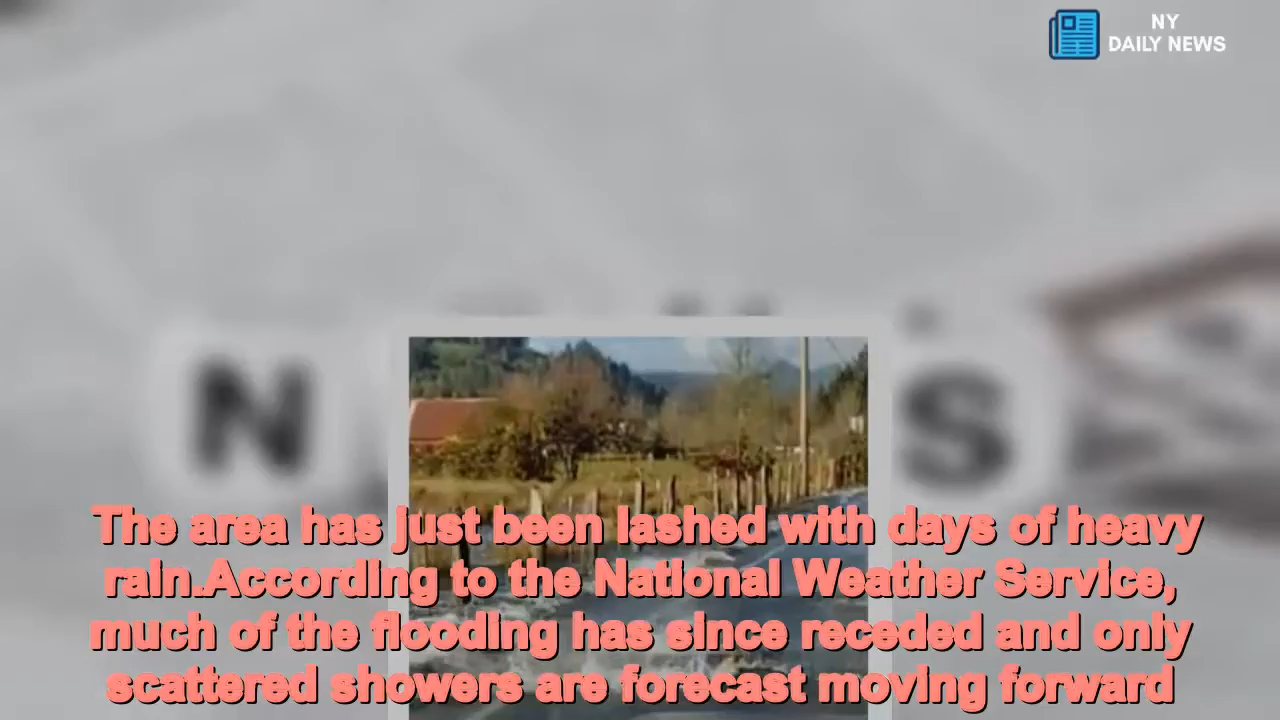 NY
DAILY NEWS
N
S
The area has just been lashed with days of heavy
rain.According to the National Weather Service,
much of the flooding has since receded and only
scattered showers are forecast moving forward